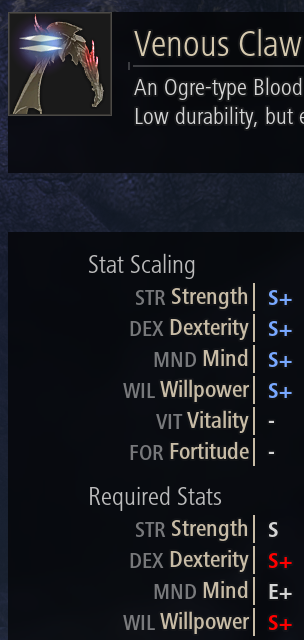 Venous Claw
An Ogre-type Blood
Low durability, but e
Stat Scaling
STR Strength S+
DEX Dexterity S+
MND Mind S+
WIL Willpower S+
VIT Vitality -
FOR Fortitude -
Required Stats
STR Strength S
DEX Dexterity S+
MND Mind E+
WIL Willpower S+